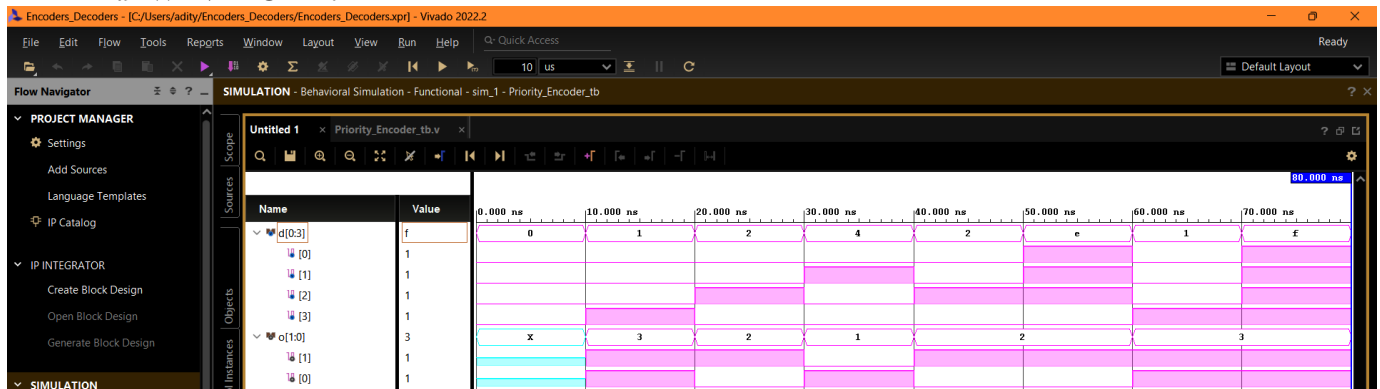 Encoders_Decoders - [C:/Users/adity/Encoders_Decoders/Encoders_Decoders.xpr] - Vivado 2022.2
File Edit Flow Tools Reports Window Layout View Run Help Q- Quick Access Ready
10 us Default Layout
Flow Navigator ? SIMULATION - Behavioral Simulation - Functional - sim_1 - Priority_Encoder_tb ?
PROJECT MANAGER
Settings
Add Sources
Language Templates
IP Catalog
IP INTEGRATOR
Create Block Design
Open Block Design
Generate Block Design
SIMULATION
Scope
Sources
Objects
Instances
Untitled 1 Priority_Encoder_tb.v ?
80.000 ns
Name Value 0.000 ns 10.000 ns 20.000 ns 30.000 ns 40.000 ns 50.000 ns 60.000 ns 70.000 ns
d[0:3] f 0 1 2 4 2 e 1 f
[0] 1
[1] 1
[2] 1
[3] 1
o[1:0] 3 X 3 2 1 2 3
[1] 1
[0] 1